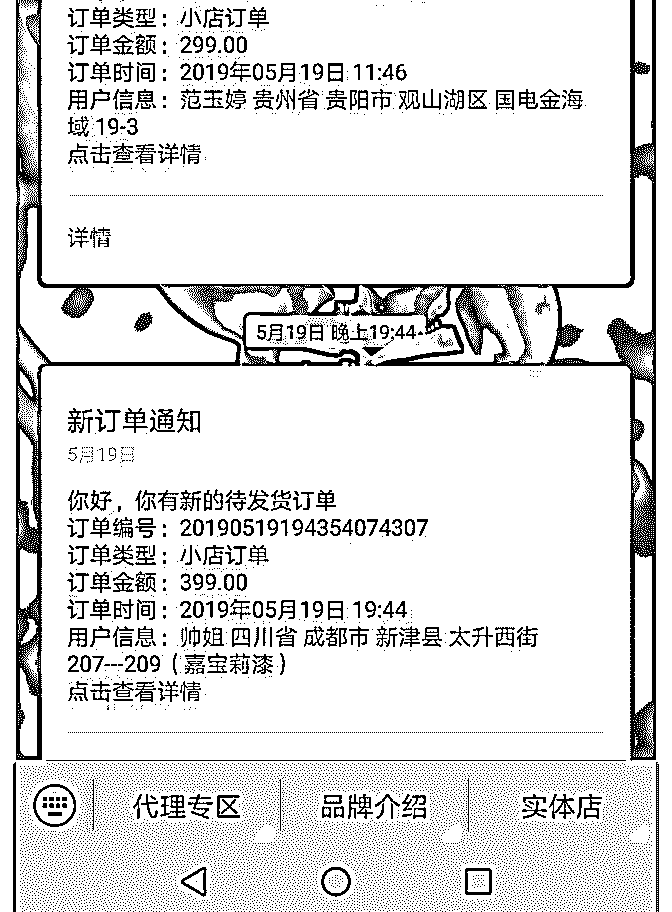 订单类型：小店订单
订单金额：299.00
订单时间：2019年05月19日 11:46
用户信息：范玉婷 贵州省 贵阳市 观山湖区 国电金海
域 19-3
点击查看详情
详情
5月19日 晚上19:44
新订单通知
5月19日
你好，你有新的待发货订单
订单编号：20190519194354074307
订单类型：小店订单
订单金额：399.00
订单时间：2019年05月19日 19:44
用户信息：帅姐 四川省 成都市 新津县 太升西街
207---209（嘉宝莉漆）
点击查看详情
代理专区 品牌介绍 实体店